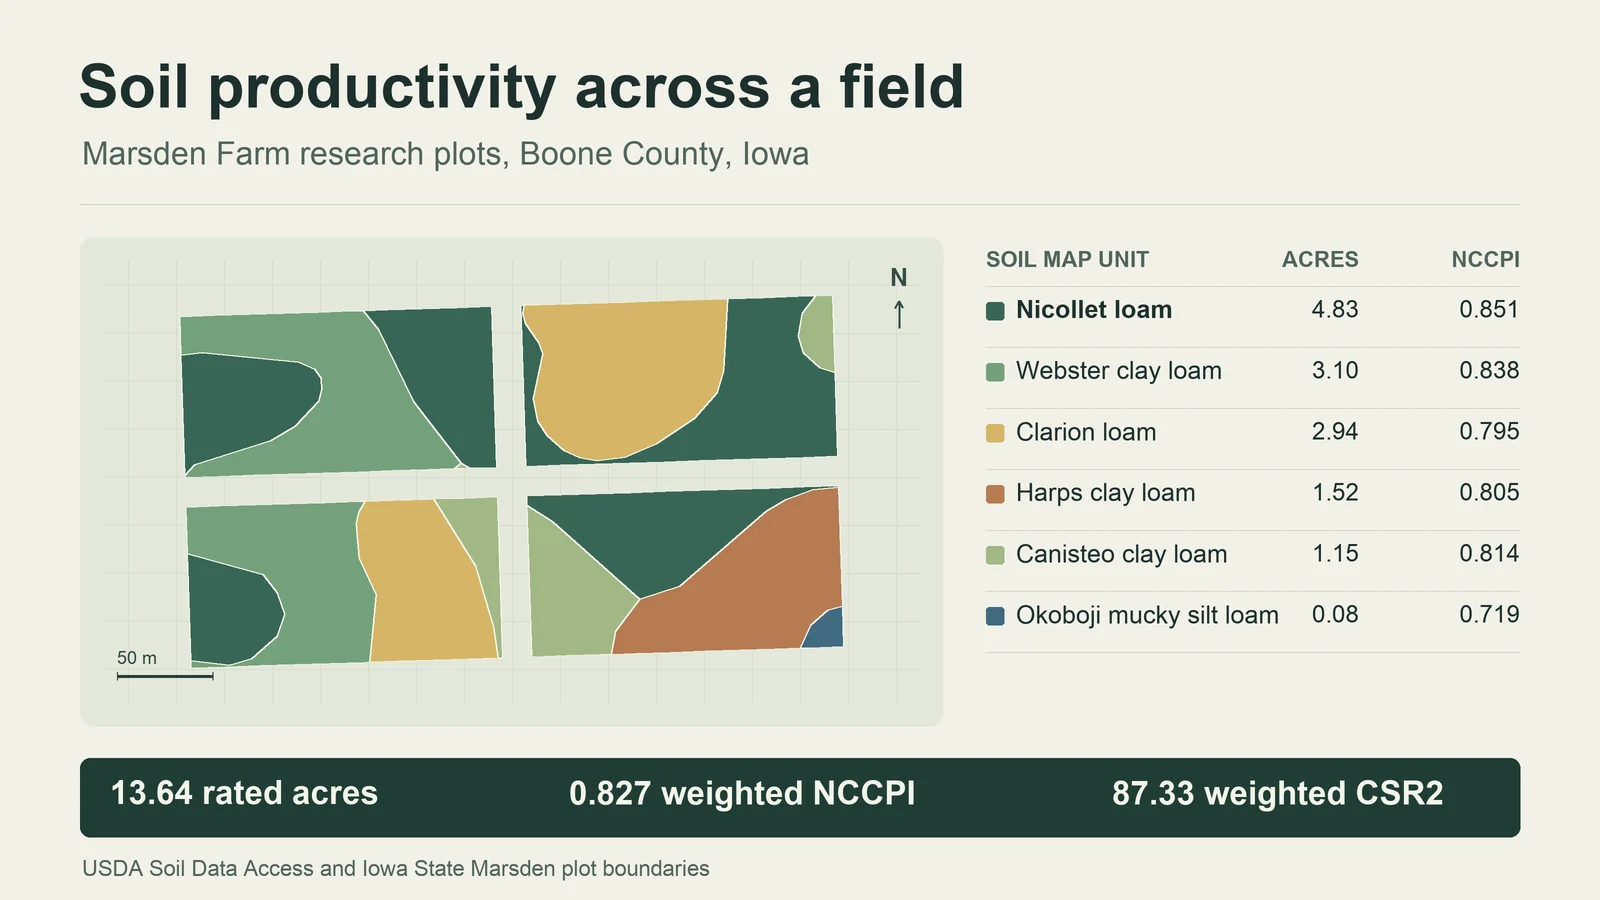 Soil productivity across a field
Marsden Farm research plots, Boone County, Iowa
N
50 m
SOIL MAP UNIT ACRES NCCPI
Nicollet loam 4.83 0.851
Webster clay loam 3.10 0.838
Clarion loam 2.94 0.795
Harps clay loam 1.52 0.805
Canisteo clay loam 1.15 0.814
Okoboji mucky silt loam 0.08 0.719
13.64 rated acres 0.827 weighted NCCPI 87.33 weighted CSR2
USDA Soil Data Access and Iowa State Marsden plot boundaries